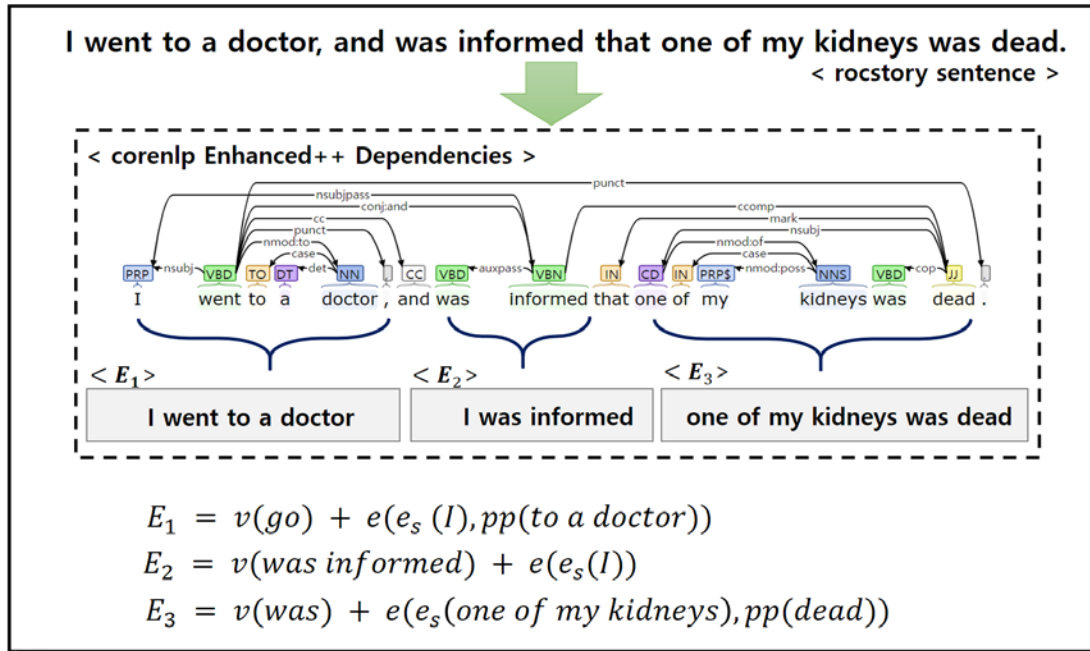 I went to a doctor, and was informed that one of my kidneys was dead.
< rocstory sentence >
< corenlp Enhanced++ Dependencies >
punct
nsubjpass
conj:and ccomp
cc mark
punct nsubj
nmod:to nmod:of
case case
PRP nsubj VBD TO DT det NN , CC VBD auxpass VBN IN CD IN PRP$ nmod:poss NNS VBD cop JJ .
I went to a doctor , and was informed that one of my kidneys was dead .
< E₁ > < E₂ > < E₃ >
I went to a doctor I was informed one of my kidneys was dead
E₁ = v(go) + e(eₛ (I), pp(to a doctor))
E₂ = v(was informed) + e(eₛ(I))
E₃ = v(was) + e(eₛ(one of my kidneys), pp(dead))